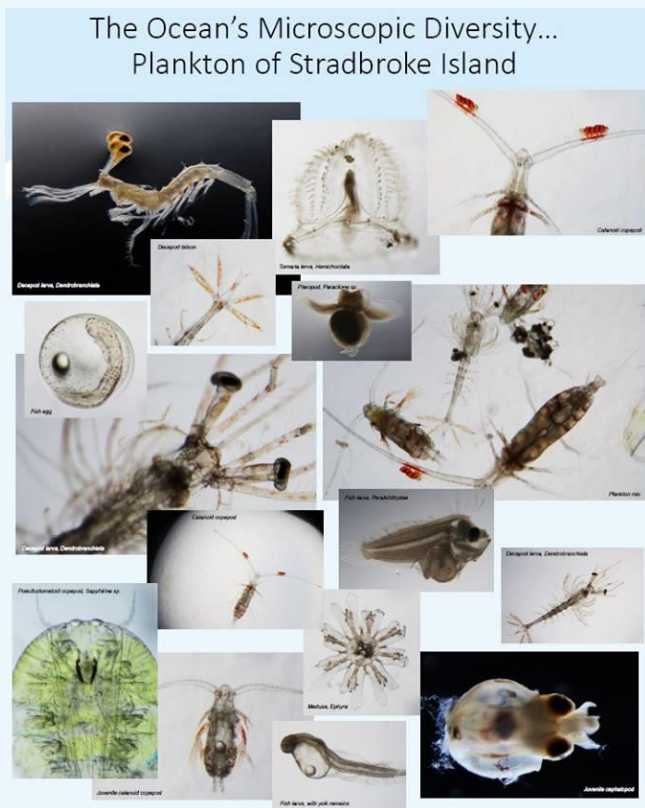 The Ocean's Microscopic Diversity...
Plankton of Stradbroke Island
Decapod larva, Dendrobranchiata
Tornaria larva, Hemichordata
Calanoid copepod
Decapod telson
Pteropod, Paraclione sp.
Fish egg
Decapod larva, Dendrobranchiata
Plankton mix
Calanoid copepod
Fish larva, Paralichthyidae
Decapod larva, Dendrobranchiata
Poecilostomatoid copepod, Sapphirina sp.
Medusa, Ephyra
Juvenile calanoid copepod
Fish larva, with yolk remains
Juvenile cephalopod